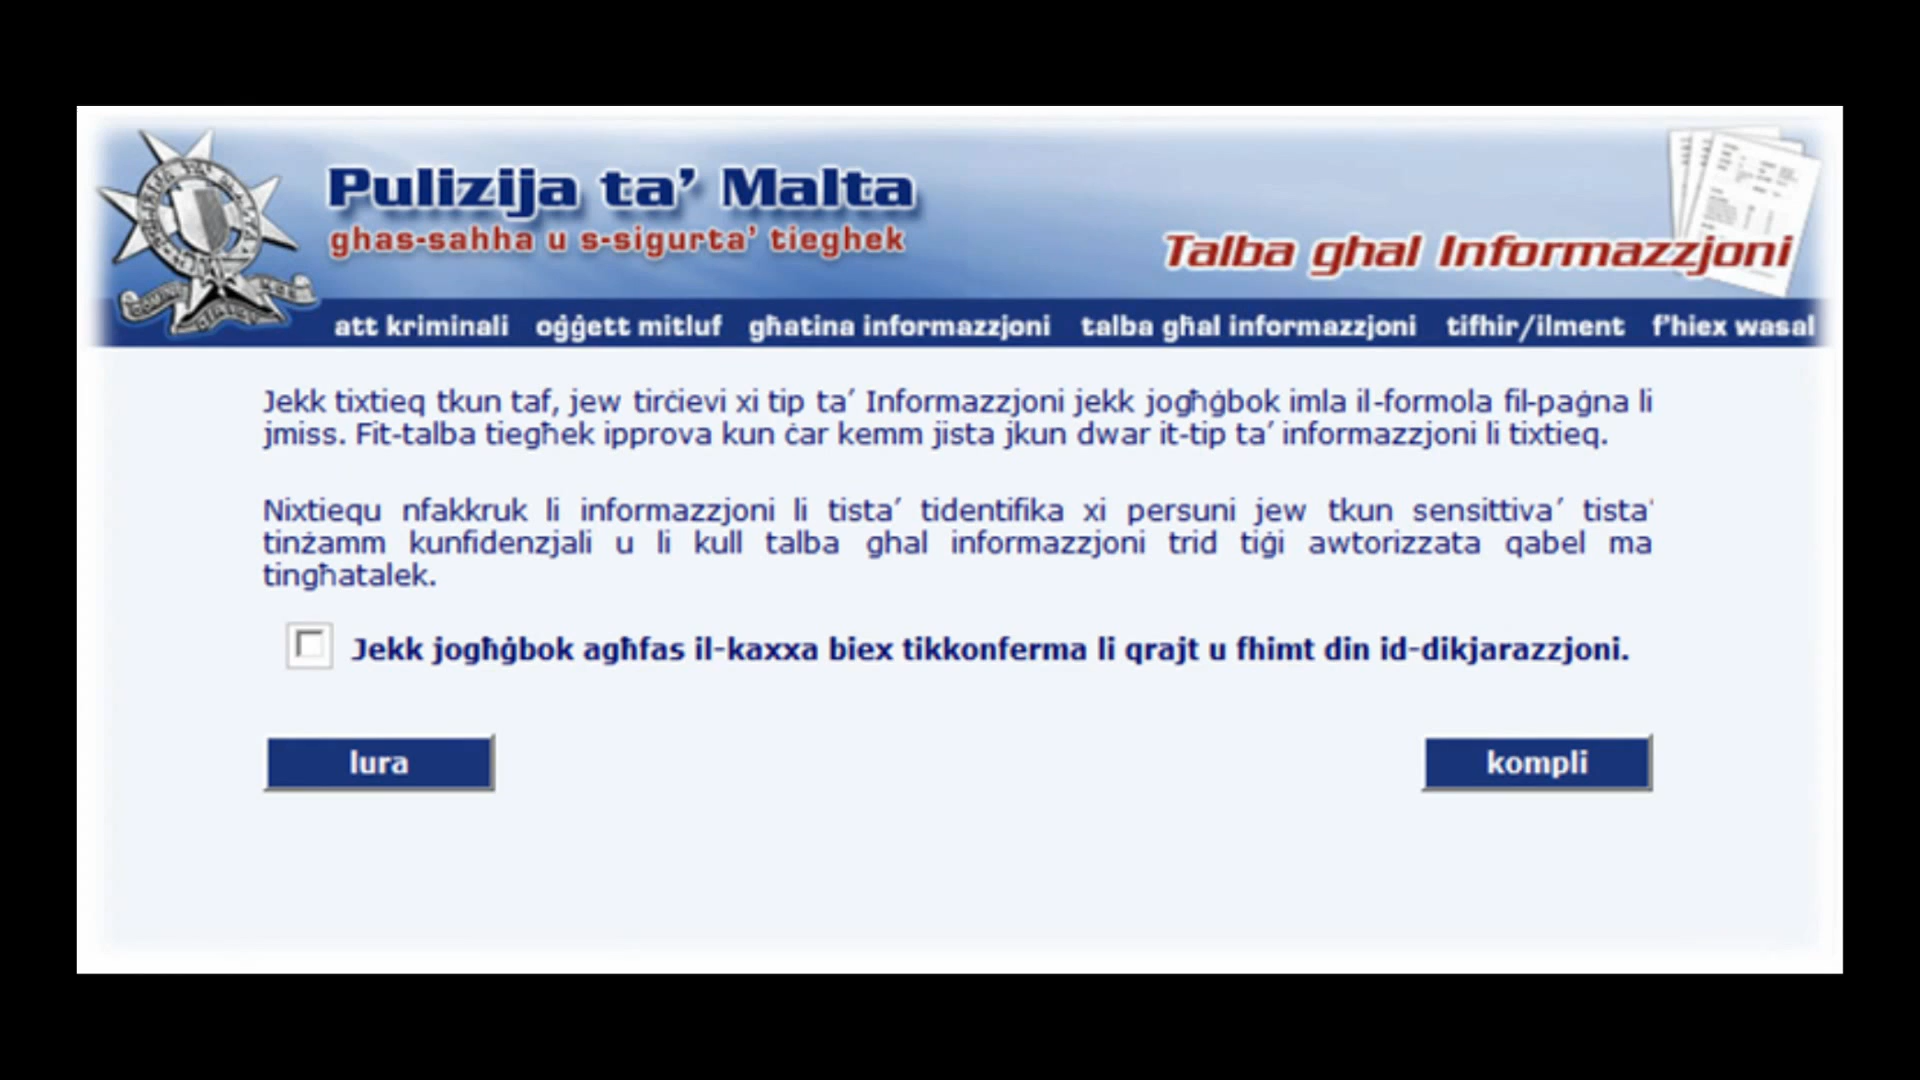 Pulizija ta' Malta
ghas-sahha u s-sigurta' tieghek
Talba ghal Informazzjoni
att kriminali oġġett mitluf għatina informazzjoni talba għal informazzjoni tifhir/ilment f'hiex wasal
Jekk tixtieq tkun taf, jew tirċievi xi tip ta' Informazzjoni jekk jogħġbok imla il-formola fil-paġna li
jmiss. Fit-talba tiegħek ipprova kun ċar kemm jista jkun dwar it-tip ta' informazzjoni li tixtieq.
Nixtiequ nfakkruk li informazzjoni li tista' tidentifika xi persuni jew tkun sensittiva' tista'
tinżamm kunfidenzjali u li kull talba ghal informazzjoni trid tiġi awtorizzata qabel ma
tingħatalek.
Jekk jogħġbok agħfas il-kaxxa biex tikkonferma li qrajt u fhimt din id-dikjarazzjoni.
lura
kompli